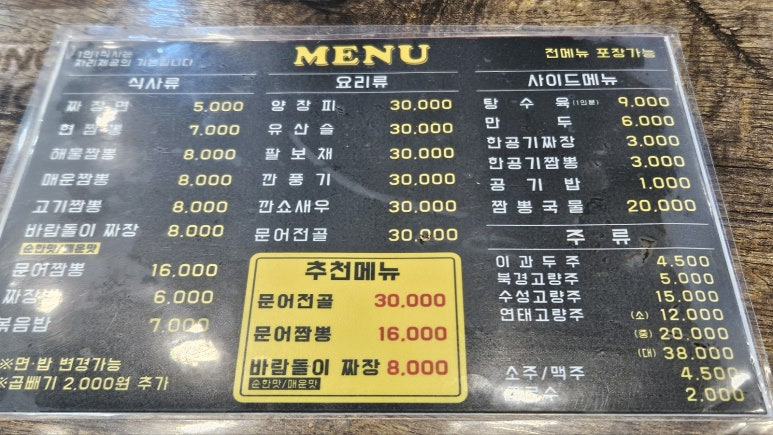 MENU
1인1식사는
자리제공의 기본입니다
전메뉴 포장가능
식사류
짜장면 5,000
현짬뽕 7,000
해물짬뽕 8,000
매운짬뽕 8,000
고기짬뽕 8,000
바람돌이 짜장 8,000
순한맛/매운맛
문어짬뽕 16,000
짜장밥 6,000
볶음밥 7,000
※면·밥 변경가능
※곱빼기 2,000원 추가
요리류
양장피 30,000
유산슬 30,000
팔보채 30,000
깐풍기 30,000
깐쇼새우 30,000
문어전골 30,000
추천메뉴
문어전골 30,000
문어짬뽕 16,000
바람돌이 짜장 8,000
순한맛/매운맛
사이드메뉴
탕수육(1인분) 9,000
만두 6,000
한공기짜장 3,000
한공기짬뽕 3,000
공기밥 1,000
짬뽕국물 20,000
주류
이과두주 4,500
북경고량주 5,000
수성고량주 15,000
연태고량주 (소) 12,000
(중) 20,000
(대) 38,000
소주/맥주 4,500
2,000